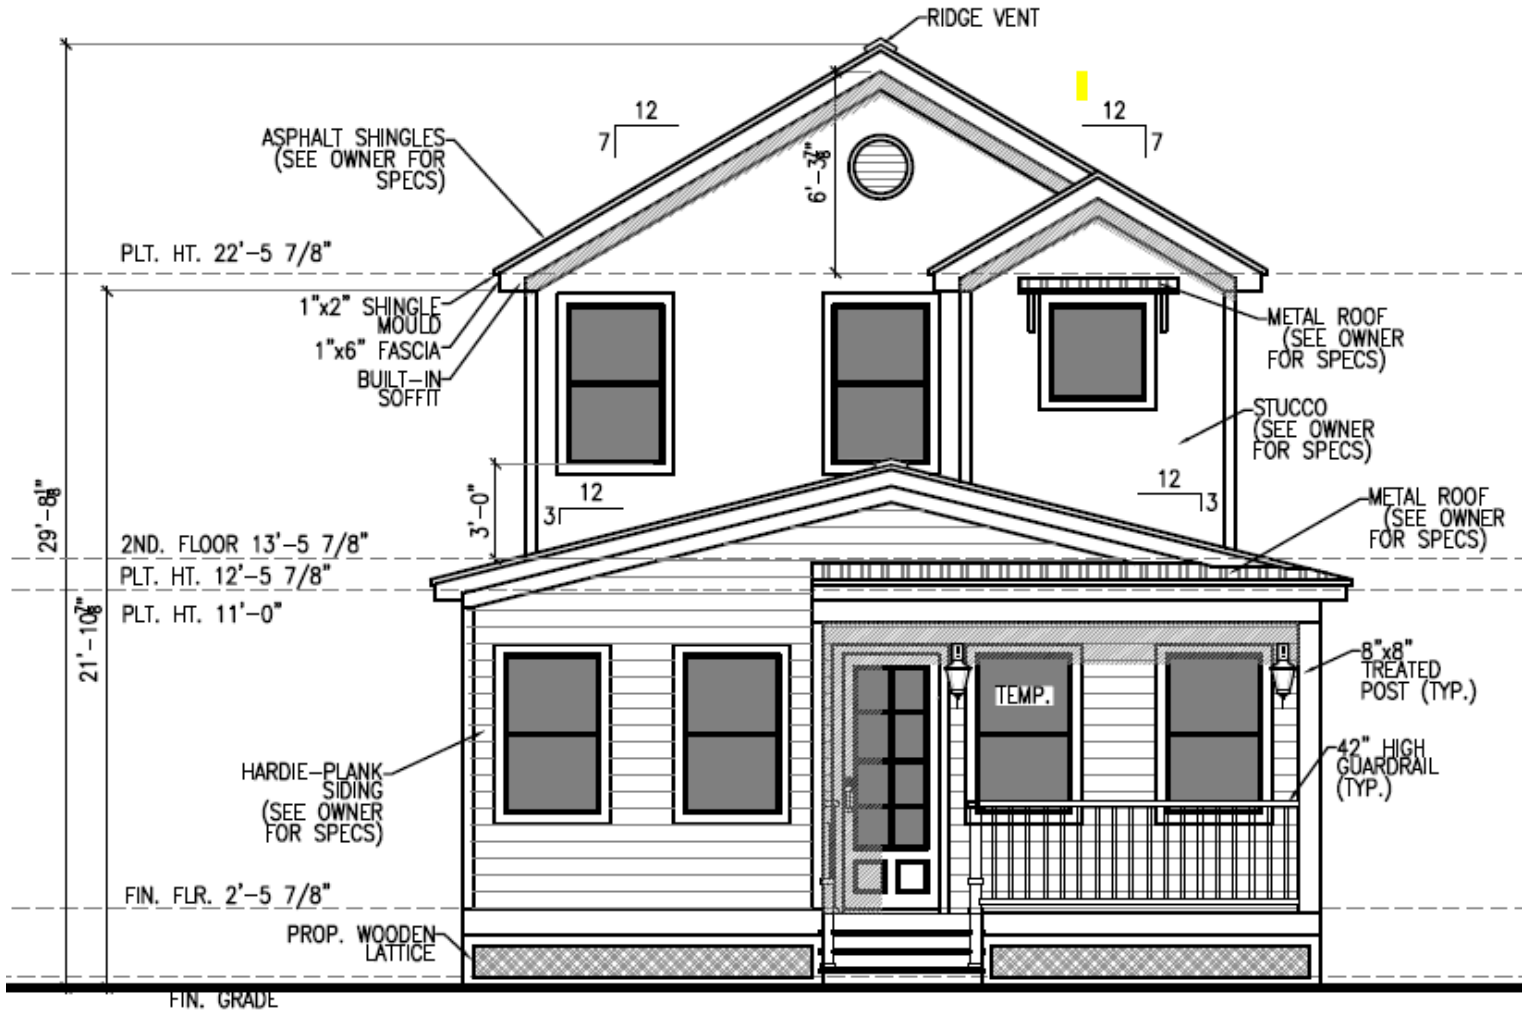 RIDGE VENT
12
7
12
7
ASPHALT SHINGLES
(SEE OWNER FOR
SPECS)
6'-3 7/8"
PLT. HT. 22'-5 7/8"
1"x2" SHINGLE
MOULD
1"x6" FASCIA
BUILT-IN
SOFFIT
METAL ROOF
(SEE OWNER
FOR SPECS)
STUCCO
(SEE OWNER
FOR SPECS)
29'-8 1/8"
3'-0"
12
3
12
3
METAL ROOF
(SEE OWNER
FOR SPECS)
2ND. FLOOR 13'-5 7/8"
PLT. HT. 12'-5 7/8"
PLT. HT. 11'-0"
21'-10 7/8"
8"x8"
TREATED
POST (TYP.)
TEMP.
42" HIGH
GUARDRAIL
(TYP.)
HARDIE-PLANK
SIDING
(SEE OWNER
FOR SPECS)
FIN. FLR. 2'-5 7/8"
PROP. WOODEN
LATTICE
FIN. GRADE